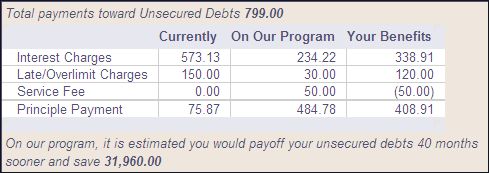 Total payments toward Unsecured Debts 799.00
Currently On Our Program Your Benefits
Interest Charges 573.13 234.22 338.91
Late/Overlimit Charges 150.00 30.00 120.00
Service Fee 0.00 50.00 (50.00)
Principle Payment 75.87 484.78 408.91
On our program, it is estimated you would payoff your unsecured debts 40 months
sooner and save 31,960.00